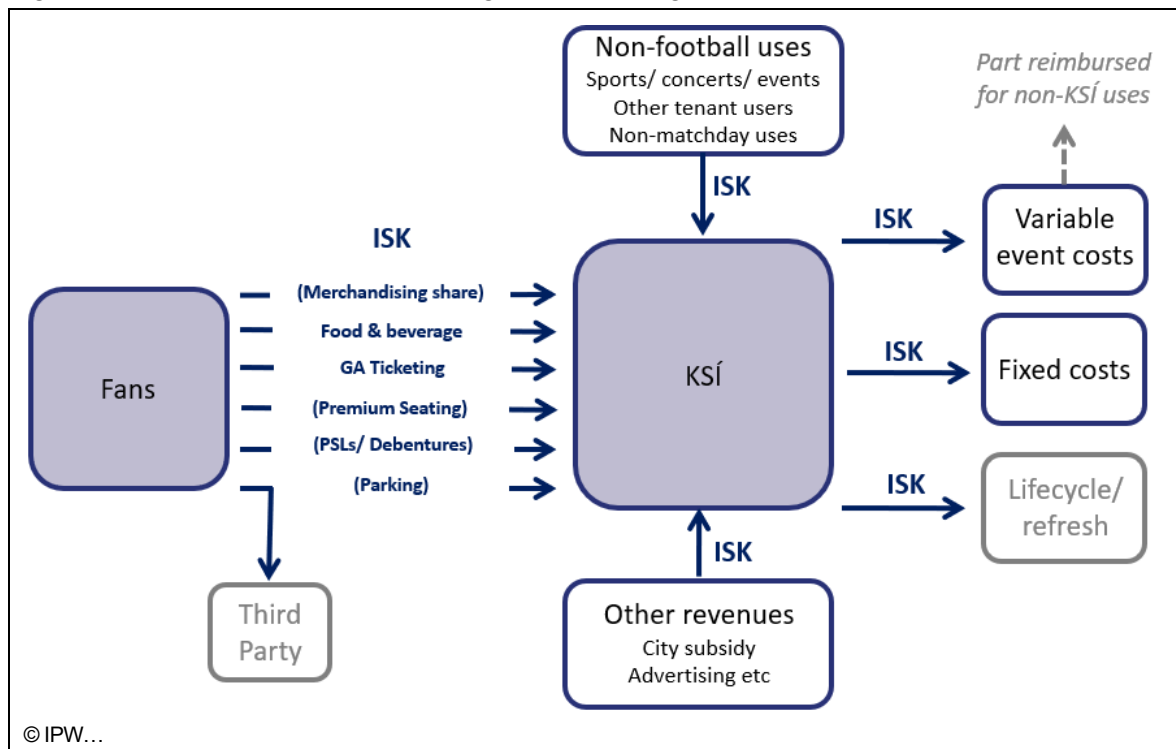 Non-football uses
Sports/ concerts/ events
Other tenant users
Non-matchday uses
Part reimbursed
for non-KSÍ uses
ISK
ISK
Variable
event costs
ISK
(Merchandising share)
Food & beverage
GA Ticketing
(Premium Seating)
(PSLs/ Debentures)
(Parking)
Fans
KSÍ
ISK
Fixed costs
ISK
Lifecycle/
refresh
Third
Party
ISK
Other revenues
City subsidy
Advertising etc
© IPW…